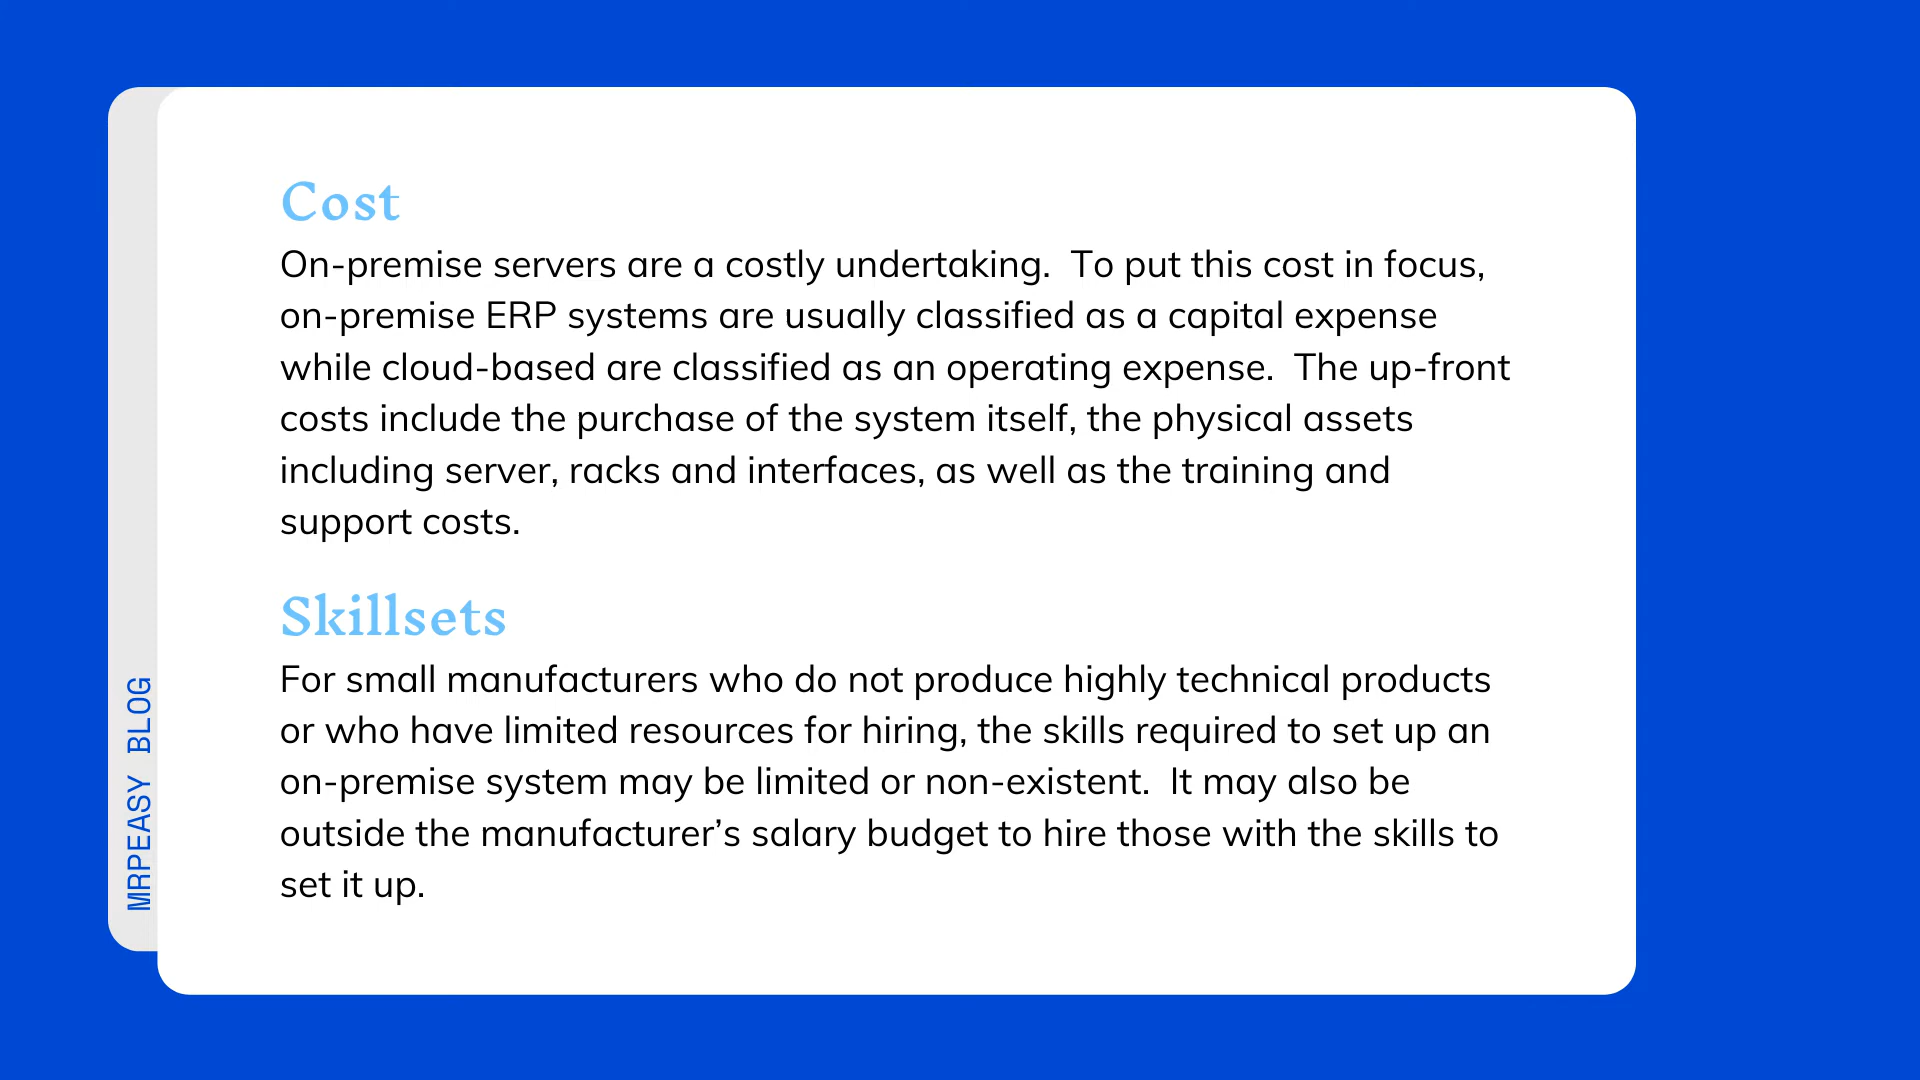 Cost
On-premise servers are a costly undertaking.  To put this cost in focus,
on-premise ERP systems are usually classified as a capital expense
while cloud-based are classified as an operating expense.  The up-front
costs include the purchase of the system itself, the physical assets
including server, racks and interfaces, as well as the training and
support costs.
Skillsets
For small manufacturers who do not produce highly technical products
or who have limited resources for hiring, the skills required to set up an
on-premise system may be limited or non-existent.  It may also be
outside the manufacturer’s salary budget to hire those with the skills to
set it up.
MRPEASY BLOG